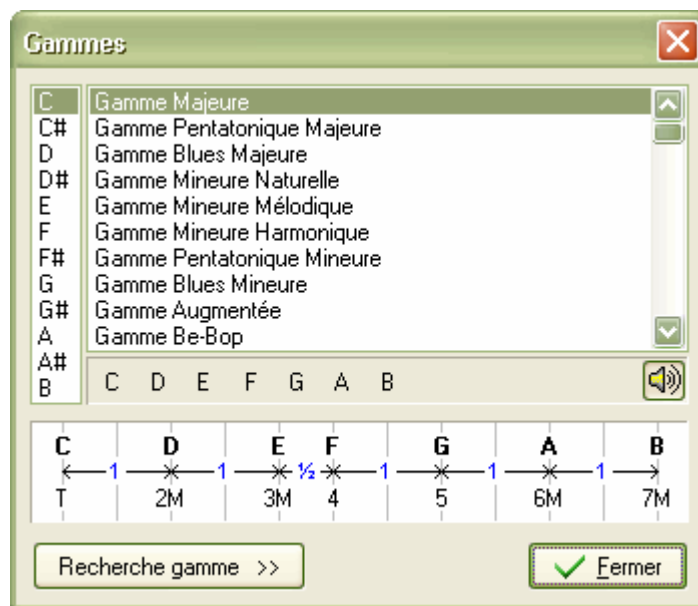 Gammes
C
C#
D
D#
E
F
F#
G
G#
A
A#
B
Gamme Majeure
Gamme Pentatonique Majeure
Gamme Blues Majeure
Gamme Mineure Naturelle
Gamme Mineure Mélodique
Gamme Mineure Harmonique
Gamme Pentatonique Mineure
Gamme Blues Mineure
Gamme Augmentée
Gamme Be-Bop
C D E F G A B
C D E F G A B
1 1 ½ 1 1 1
T 2M 3M 4 5 6M 7M
Recherche gamme >>
Fermer